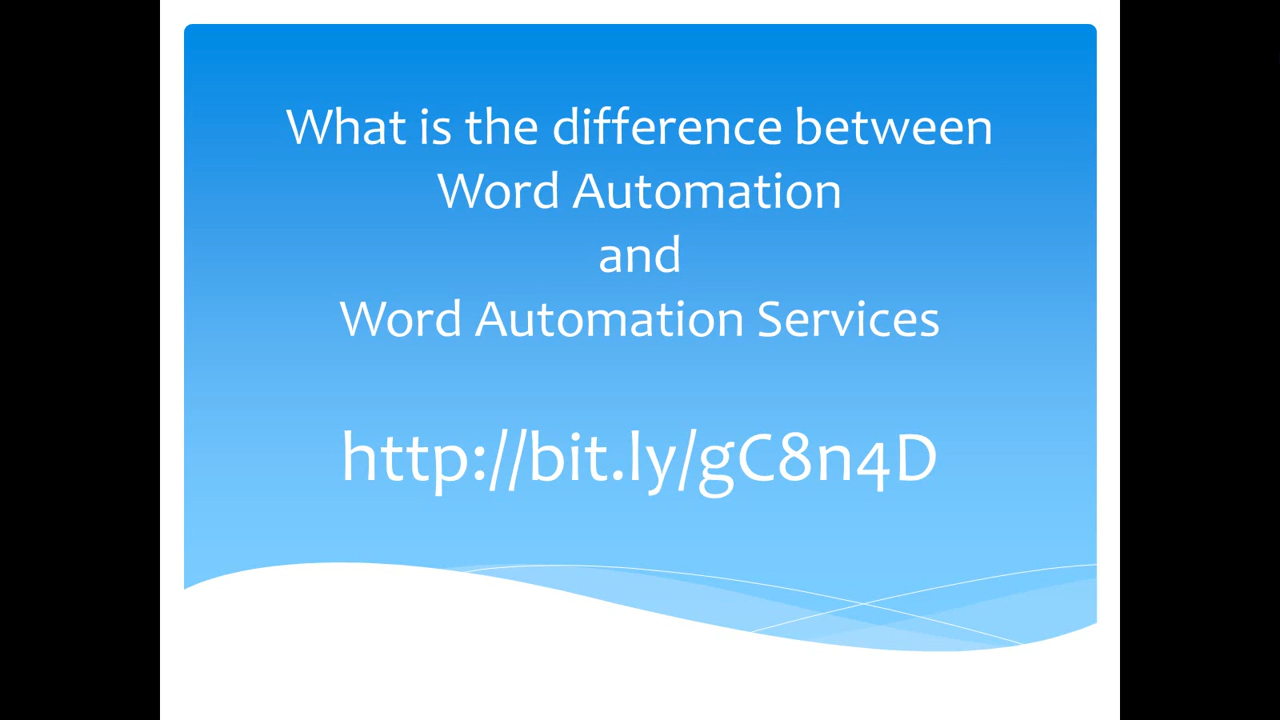 What is the difference between
Word Automation
and
Word Automation Services
http://bit.ly/gC8n4D